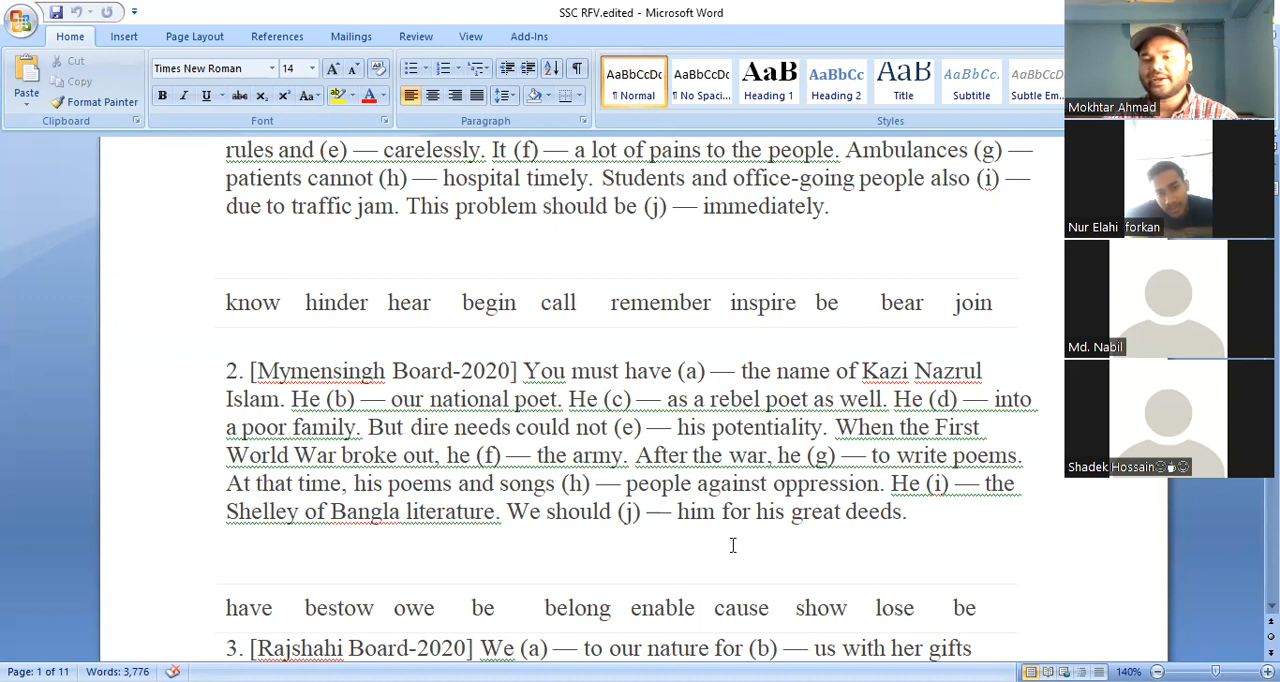 SSC RFV.edited - Microsoft Word
Home Insert Page Layout References Mailings Review View Add-Ins
Paste
Cut
Copy
Format Painter
Clipboard
Times New Roman 14
B I U abc X₂ X² Aa
Font
Paragraph
AaBbCcDc AaBbCcDc AaB AaBbCc AaB AaBbCc. AaBbCcDc
¶ Normal ¶ No Spaci... Heading 1 Heading 2 Title Subtitle Subtle Em...
Styles
rules and (e) — carelessly. It (f) — a lot of pains to the people. Ambulances (g) —
patients cannot (h) — hospital timely. Students and office-going people also (i) —
due to traffic jam. This problem should be (j) — immediately.
know hinder hear begin call remember inspire be bear join
2. [Mymensingh Board-2020] You must have (a) — the name of Kazi Nazrul
Islam. He (b) — our national poet. He (c) — as a rebel poet as well. He (d) — into
a poor family. But dire needs could not (e) — his potentiality. When the First
World War broke out, he (f) — the army. After the war, he (g) — to write poems.
At that time, his poems and songs (h) — people against oppression. He (i) — the
Shelley of Bangla literature. We should (j) — him for his great deeds.
have bestow owe be belong enable cause show lose be
3. [Rajshahi Board-2020] We (a) — to our nature for (b) — us with her gifts
Page: 1 of 11 Words: 3,776 140%
Mokhtar Ahmad
Nur Elahi forkan
Md. Nabil
Shadek Hossain